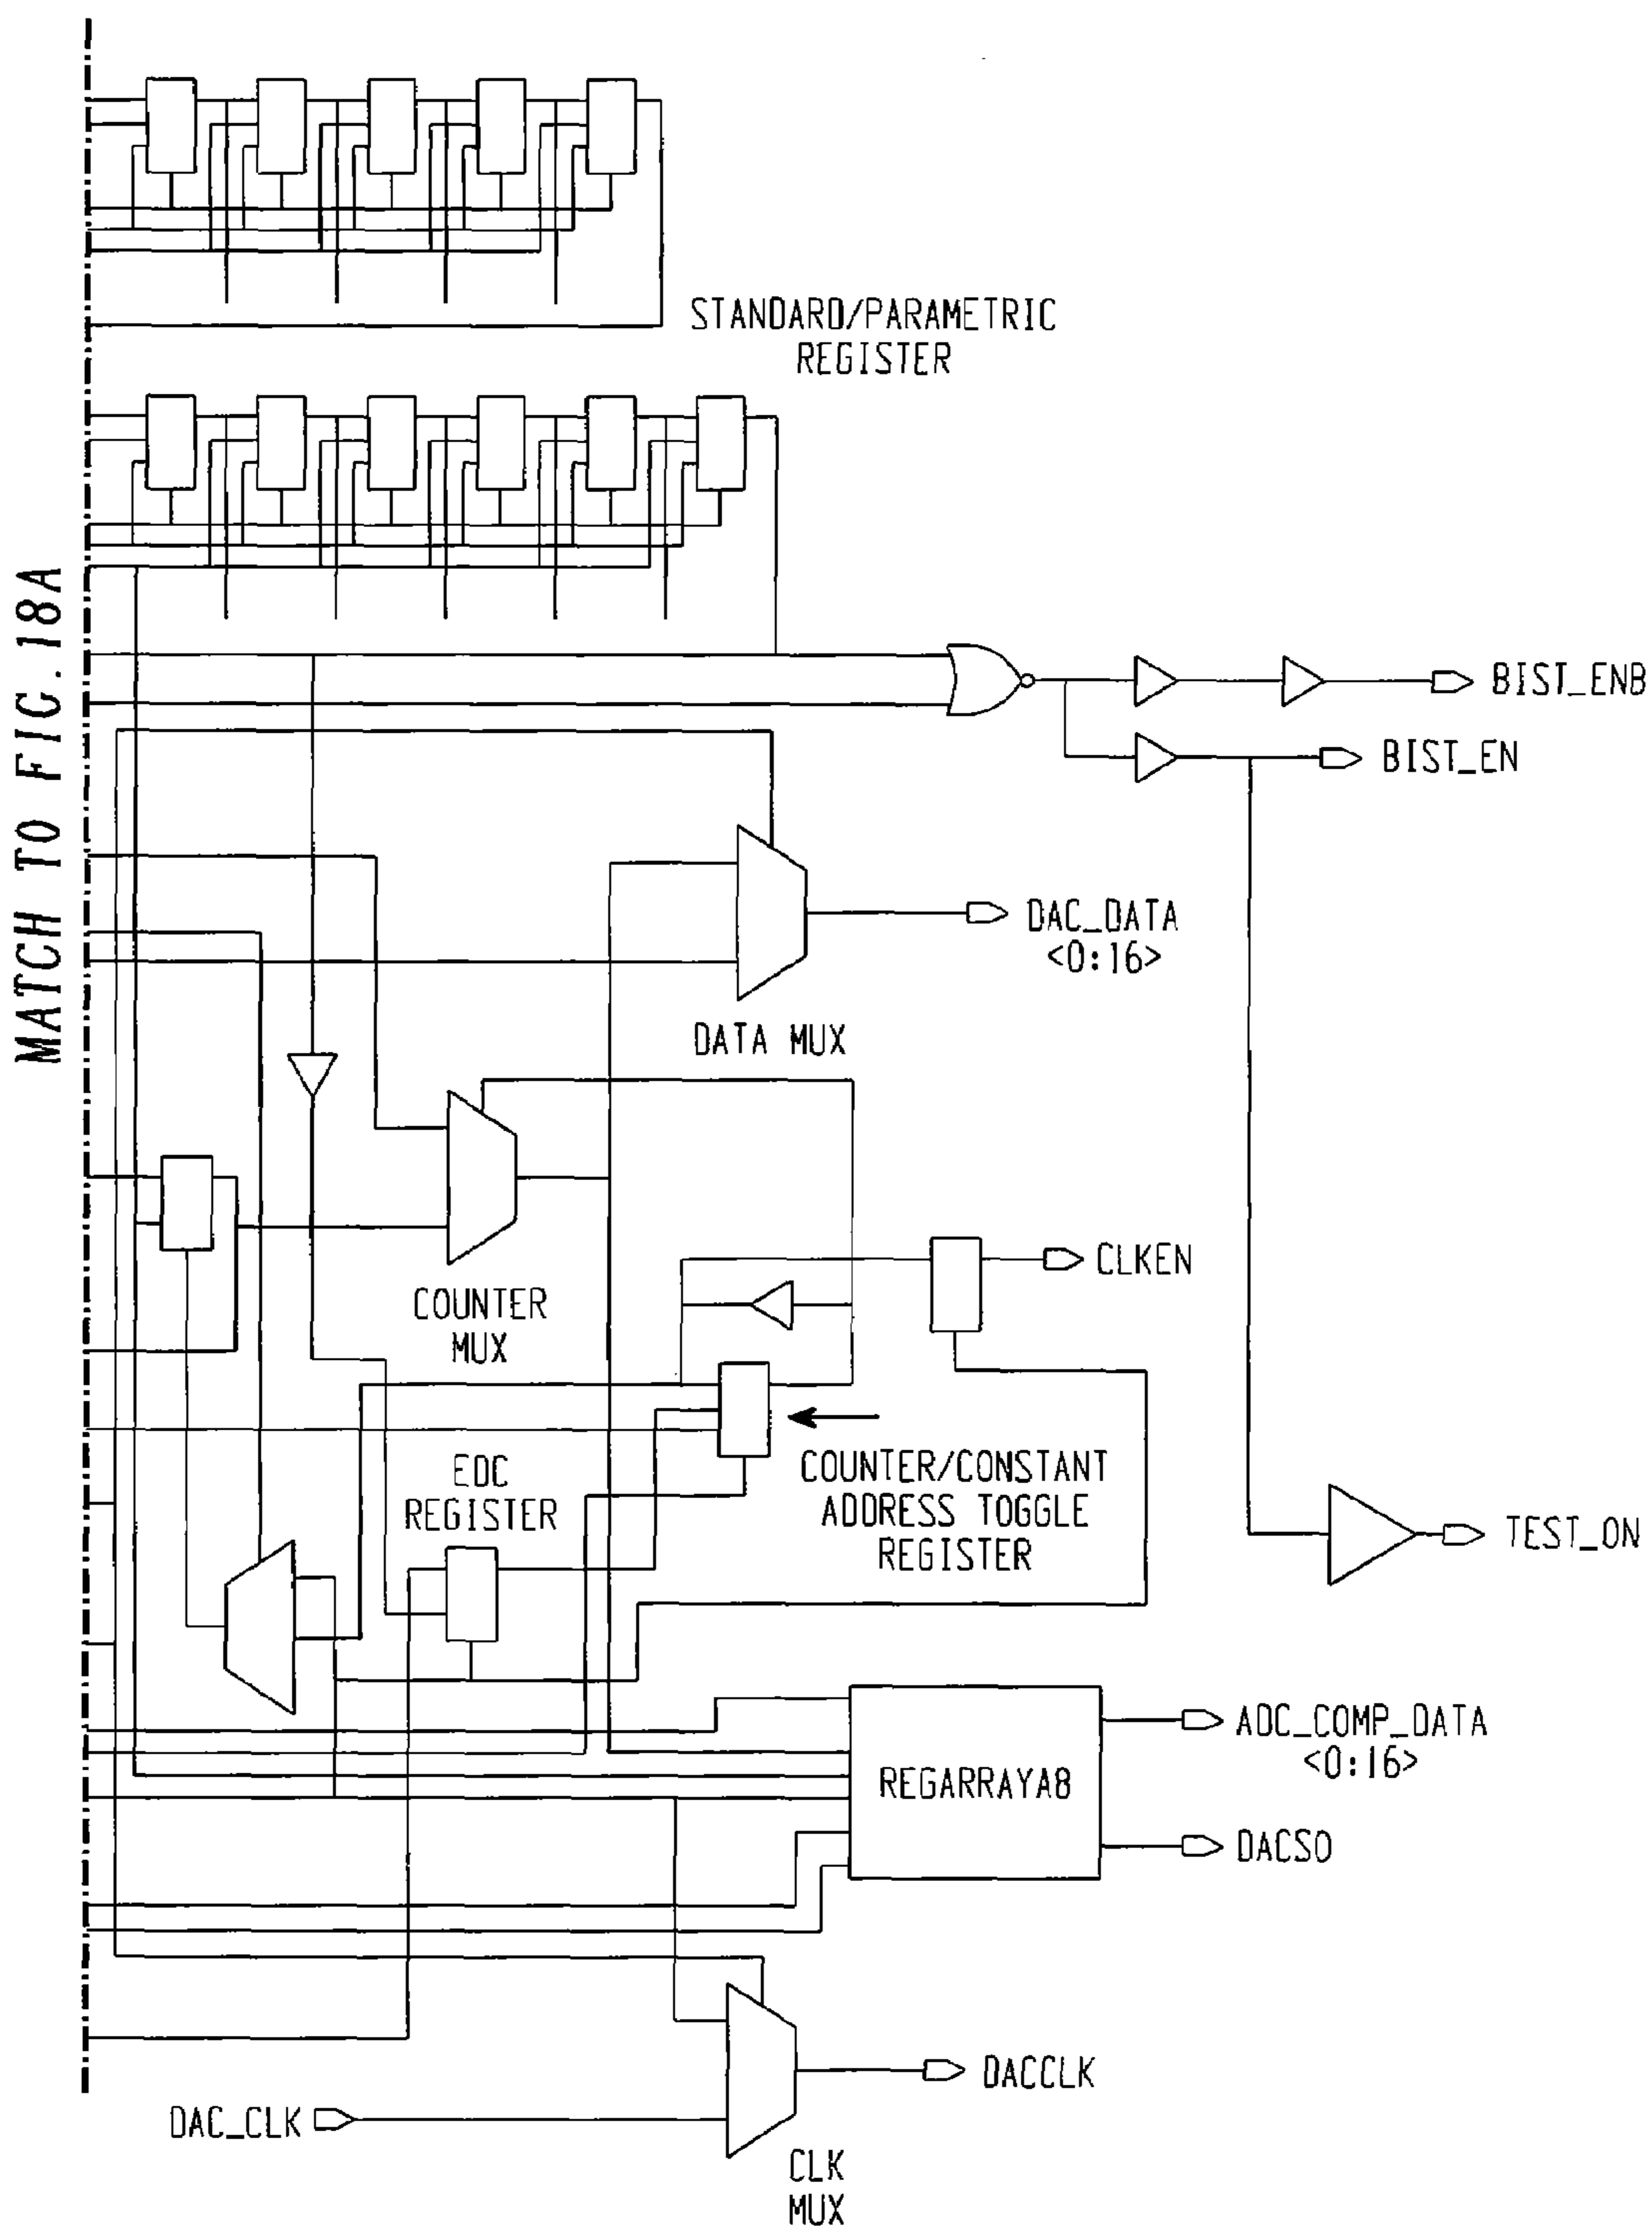 MATCH TO FIG.18A
STANDARD/PARAMETRIC
REGISTER
BIST_ENB
BIST_EN
DAC_DATA
<0:16>
DATA MUX
CLKEN
COUNTER
MUX
EDC
REGISTER
COUNTER/CONSTANT
ADDRESS TOGGLE
REGISTER
TEST_ON
REGARRAYA8
ADC_COMP_DATA
<0:16>
DACSO
DACCLK
DAC_CLK
CLK
MUX